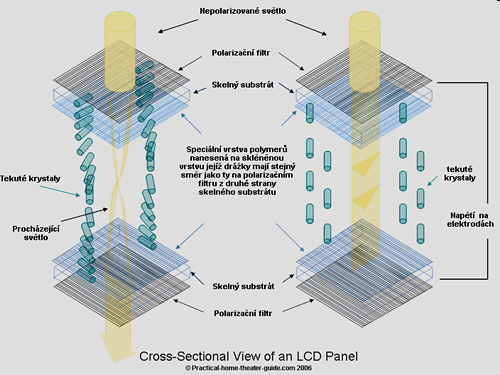 Nepolarizované světlo
Polarizační filtr
Skelný substrát
Speciální vrstva polymerů
nanesená na skleněnou
vrstvu jejíž drážky mají stejný
směr jako ty na polarizačním
filtru z druhé strany
skelného substrátu
Tekuté krystaly
tekuté
krystaly
Procházející
světlo
Napětí na
elektrodách
Skelný substrát
Polarizační filtr
Cross-Sectional View of an LCD Panel
© Practical-home-theater-guide.com 2006